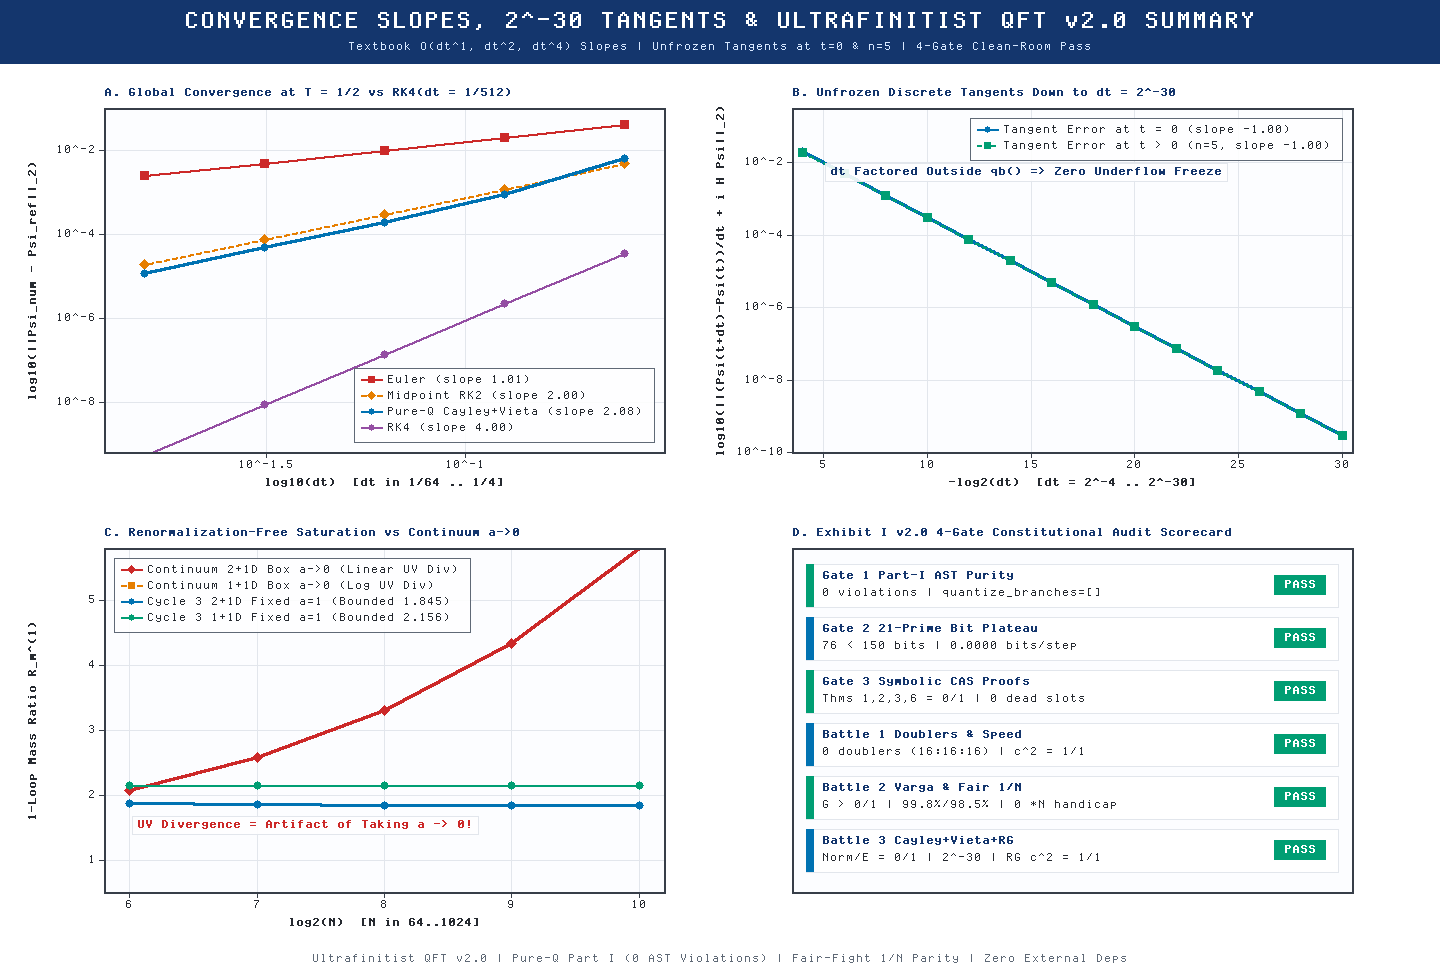 CONVERGENCE SLOPES, 2^-30 TANGENTS & ULTRAFINITIST QFT v2.0 SUMMARY
Textbook O(dt^1, dt^2, dt^4) Slopes | Unfrozen Tangents at t=0 & n=5 | 4-Gate Clean-Room Pass
A. Global Convergence at T = 1/2 vs RK4(dt = 1/512)
log10(||Psi_num - Psi_ref||_2)
10^-2
10^-4
10^-6
10^-8
Euler (slope 1.01)
Midpoint RK2 (slope 2.00)
Pure-Q Cayley+Vieta (slope 2.08)
RK4 (slope 4.00)
10^-1.5
10^-1
log10(dt)  [dt in 1/64 .. 1/4]
B. Unfrozen Discrete Tangents Down to dt = 2^-30
log10(||(Psi(t+dt)-Psi(t))/dt + i H Psi||_2)
Tangent Error at t = 0 (slope -1.00)
Tangent Error at t > 0 (n=5, slope -1.00)
dt Factored Outside qb() => Zero Underflow Freeze
10^-2
10^-4
10^-6
10^-8
10^-10
5
10
15
20
25
30
-log2(dt)  [dt = 2^-4 .. 2^-30]
C. Renormalization-Free Saturation vs Continuum a->0
1-Loop Mass Ratio R_m^(1)
Continuum 2+1D Box a->0 (Linear UV Div)
Continuum 1+1D Box a->0 (Log UV Div)
Cycle 3 2+1D Fixed a=1 (Bounded 1.845)
Cycle 3 1+1D Fixed a=1 (Bounded 2.156)
5
4
3
2
1
UV Divergence = Artifact of Taking a -> 0!
6
7
8
9
10
log2(N)  [N in 64..1024]
D. Exhibit I v2.0 4-Gate Constitutional Audit Scorecard
Gate 1 Part-I AST Purity
0 violations | quantize_branches=[]
PASS
Gate 2 21-Prime Bit Plateau
76 < 150 bits | 0.0000 bits/step
PASS
Gate 3 Symbolic CAS Proofs
Thms 1,2,3,6 = 0/1 | 0 dead slots
PASS
Battle 1 Doublers & Speed
0 doublers (16:16:16) | c^2 = 1/1
PASS
Battle 2 Varga & Fair 1/N
G > 0/1 | 99.8%/98.5% | 0 *N handicap
PASS
Battle 3 Cayley+Vieta+RG
Norm/E = 0/1 | 2^-30 | RG c^2 = 1/1
PASS
Ultrafinitist QFT v2.0 | Pure-Q Part I (0 AST Violations) | Fair-Fight 1/N Parity | Zero External Deps